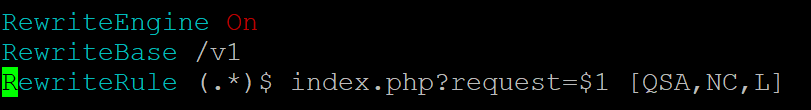 RewriteEngine On
RewriteBase /v1
RewriteRule (.*)$ index.php?request=$1 [QSA,NC,L]